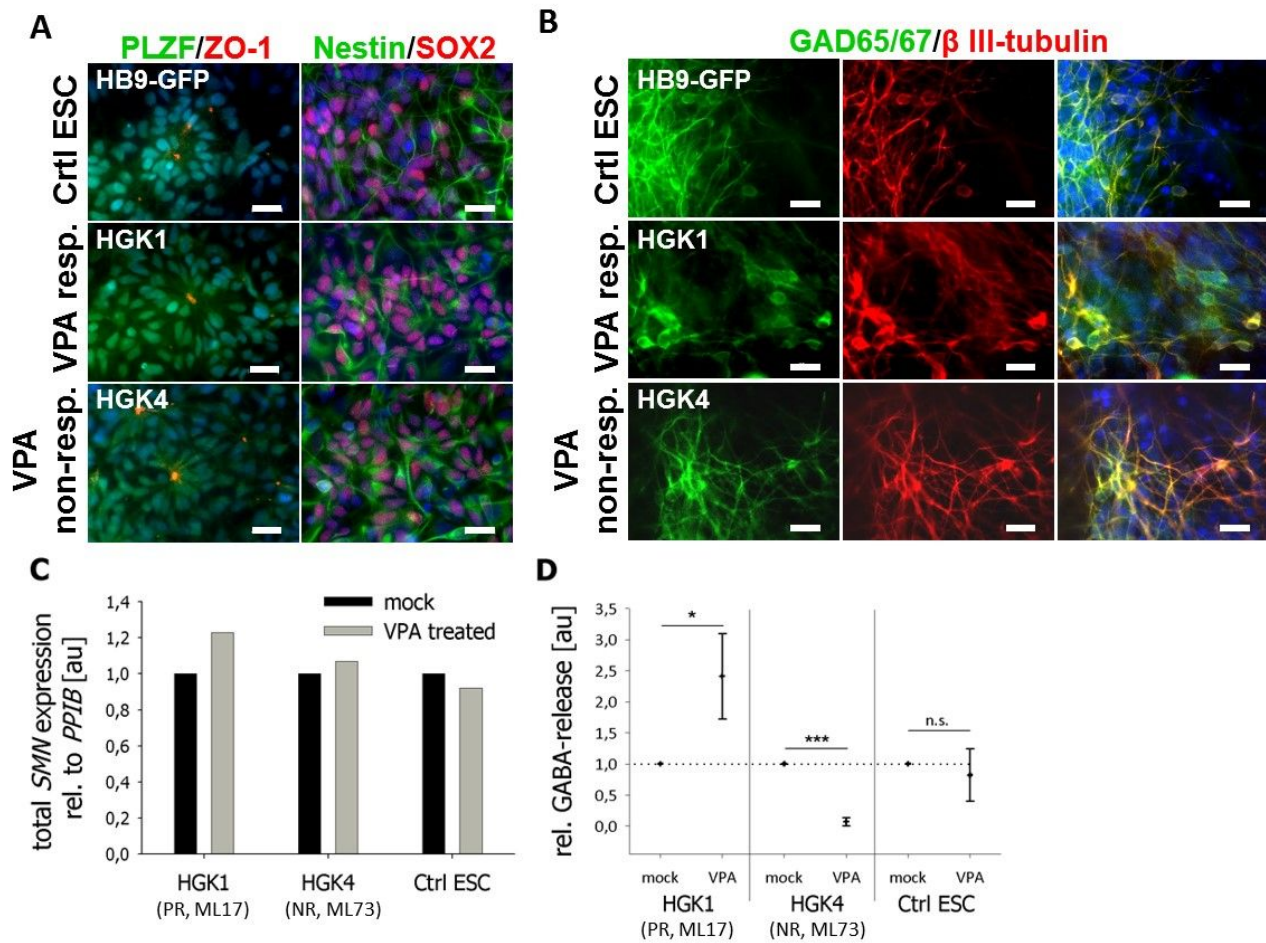 A
PLZF/ZO-1 Nestin/SOX2
Crtl ESC
HB9-GFP
VPA resp.
HGK1
VPA
non-resp.
HGK4
B
GAD65/67/β III-tubulin
Crtl ESC
HB9-GFP
VPA resp.
HGK1
VPA
non-resp.
HGK4
C
total SMN expression
rel. to PPIB [au]
1,4
1,2
1,0
0,8
0,6
0,4
0,2
0,0
mock
VPA treated
HGK1 HGK4 Ctrl ESC
(PR, ML17) (NR, ML73)
D
rel. GABA-release [au]
3,5
3,0
2,5
2,0
1,5
1,0
0,5
0,0
* *** n.s.
mock VPA mock VPA mock VPA
HGK1 HGK4 Ctrl ESC
(PR, ML17) (NR, ML73)